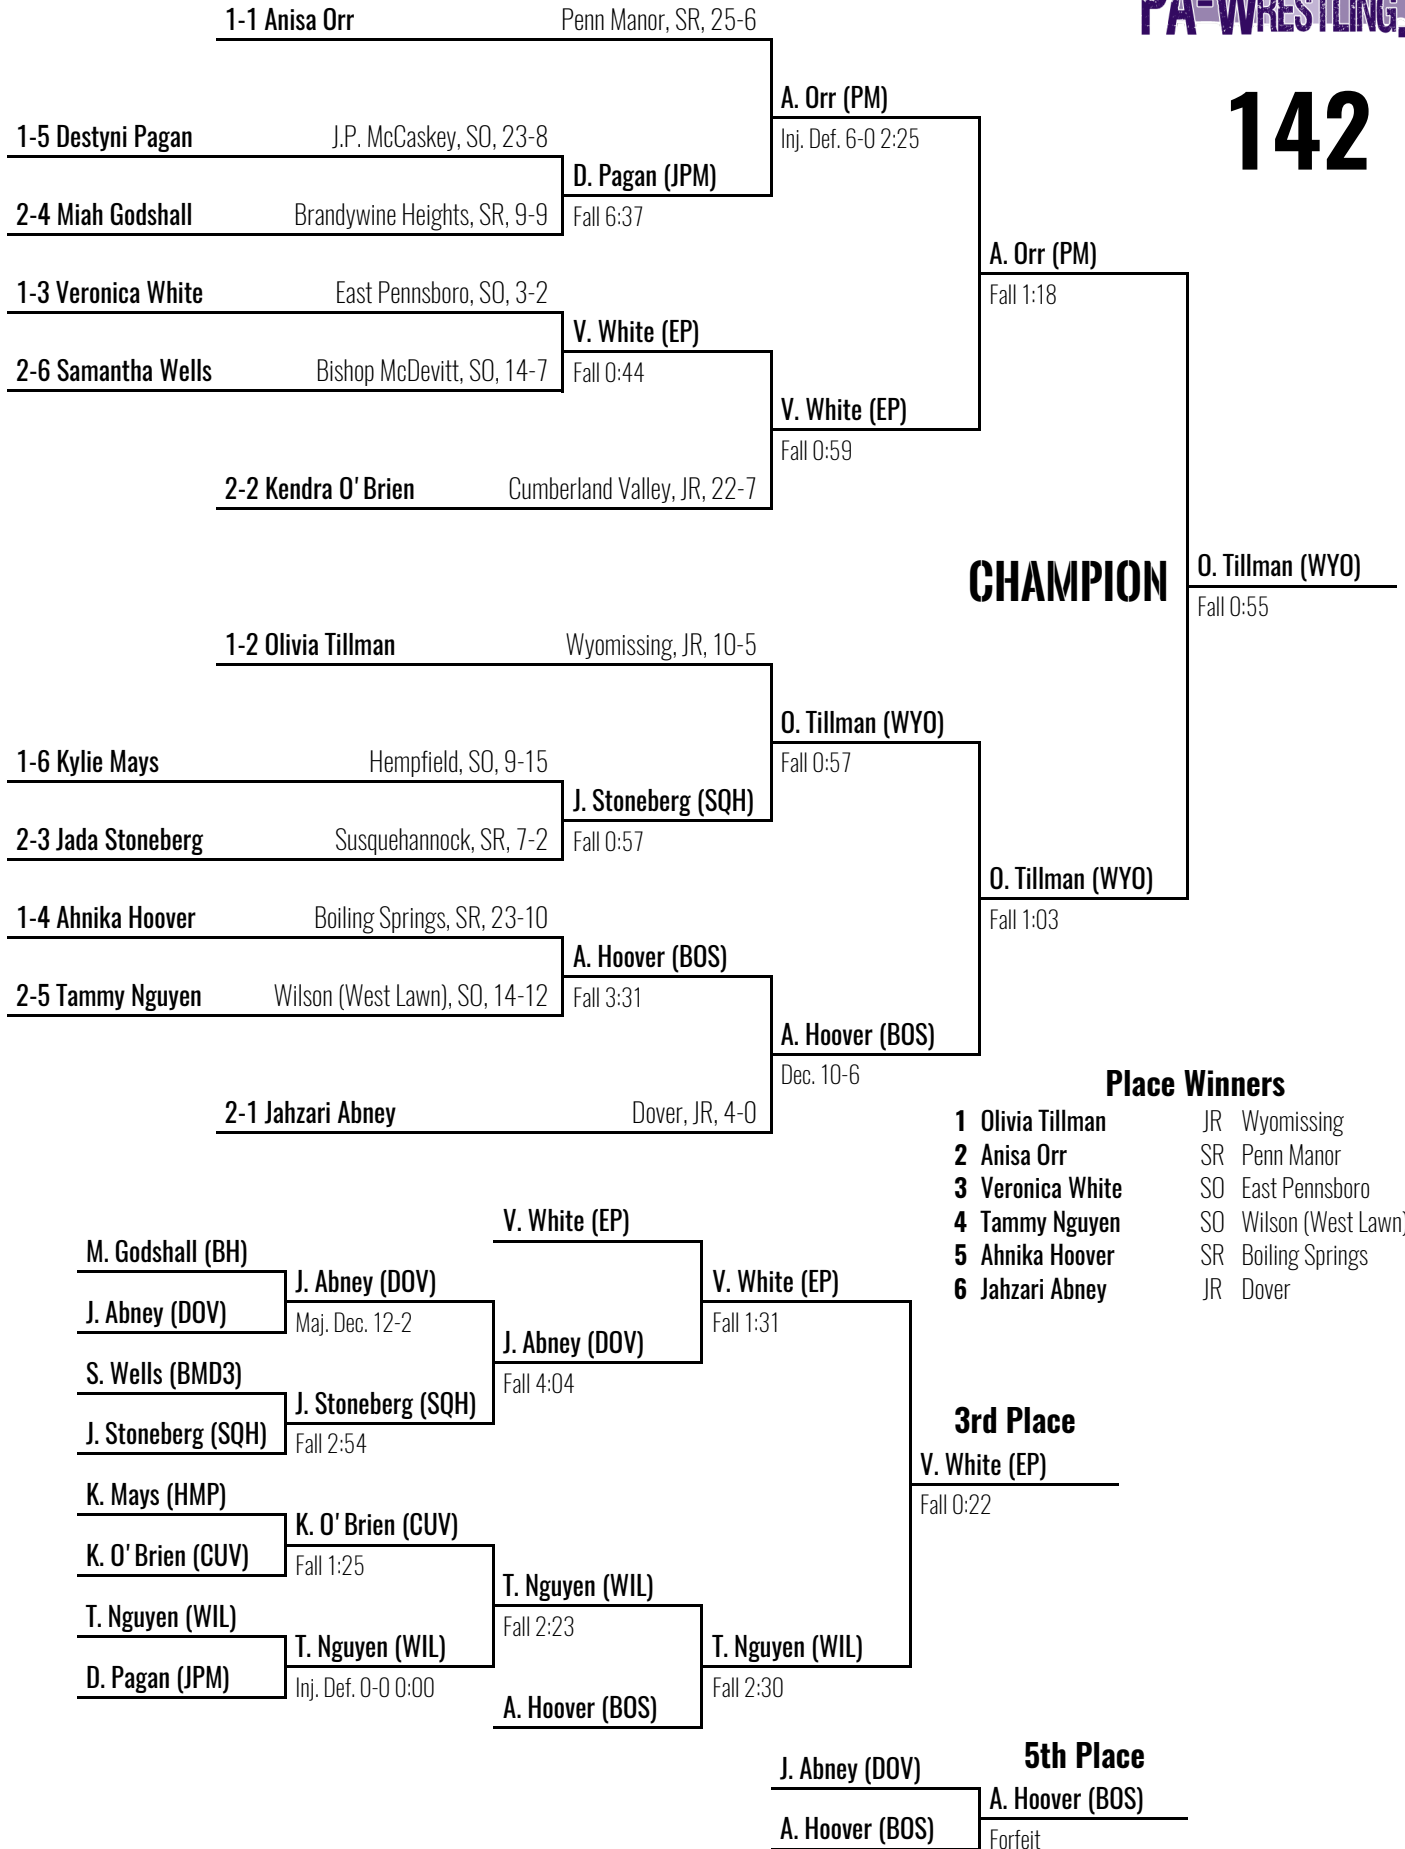 PA-WRESTLING.
142
1-1 Anisa Orr Penn Manor, SR, 25-6
A. Orr (PM)
Inj. Def. 6-0 2:25
1-5 Destyni Pagan J.P. McCaskey, SO, 23-8
D. Pagan (JPM)
Fall 6:37
2-4 Miah Godshall Brandywine Heights, SR, 9-9
A. Orr (PM)
Fall 1:18
1-3 Veronica White East Pennsboro, SO, 3-2
V. White (EP)
Fall 0:44
2-6 Samantha Wells Bishop McDevitt, SO, 14-7
V. White (EP)
Fall 0:59
2-2 Kendra O'Brien Cumberland Valley, JR, 22-7
CHAMPION
O. Tillman (WYO)
Fall 0:55
1-2 Olivia Tillman Wyomissing, JR, 10-5
O. Tillman (WYO)
Fall 0:57
1-6 Kylie Mays Hempfield, SO, 9-15
J. Stoneberg (SQH)
Fall 0:57
2-3 Jada Stoneberg Susquehannock, SR, 7-2
O. Tillman (WYO)
Fall 1:03
1-4 Ahnika Hoover Boiling Springs, SR, 23-10
A. Hoover (BOS)
Fall 3:31
2-5 Tammy Nguyen Wilson (West Lawn), SO, 14-12
A. Hoover (BOS)
Dec. 10-6
2-1 Jahzari Abney Dover, JR, 4-0
Place Winners
1 Olivia Tillman JR Wyomissing
2 Anisa Orr SR Penn Manor
3 Veronica White SO East Pennsboro
4 Tammy Nguyen SO Wilson (West Lawn)
5 Ahnika Hoover SR Boiling Springs
6 Jahzari Abney JR Dover
V. White (EP)
M. Godshall (BH)
J. Abney (DOV)
Maj. Dec. 12-2
J. Abney (DOV)
V. White (EP)
Fall 1:31
J. Abney (DOV)
Fall 4:04
S. Wells (BMD3)
J. Stoneberg (SQH)
Fall 2:54
J. Stoneberg (SQH)
3rd Place
V. White (EP)
Fall 0:22
K. Mays (HMP)
K. O'Brien (CUV)
Fall 1:25
K. O'Brien (CUV)
T. Nguyen (WIL)
Fall 2:23
T. Nguyen (WIL)
T. Nguyen (WIL)
Inj. Def. 0-0 0:00
D. Pagan (JPM)
T. Nguyen (WIL)
Fall 2:30
A. Hoover (BOS)
5th Place
J. Abney (DOV)
A. Hoover (BOS)
Forfeit
A. Hoover (BOS)